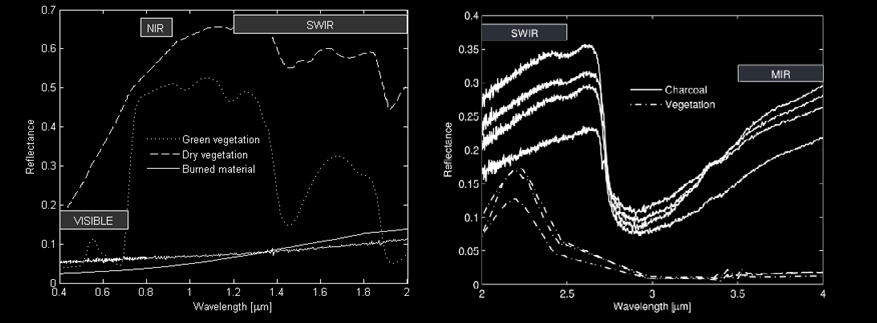 0.7
0.6
0.5
0.4
0.3
0.2
0.1
0
Reflectance
NIR
SWIR
VISIBLE
Green vegetation
Dry vegetation
Burned material
0.4 0.6 0.8 1 1.2 1.4 1.6 1.8 2
Wavelength [µm]
0.4
0.35
0.3
0.25
0.2
0.15
0.1
0.05
0
Reflectance
SWIR
MIR
Charcoal
Vegetation
2 2.5 3 3.5 4
Wavelength [µm]